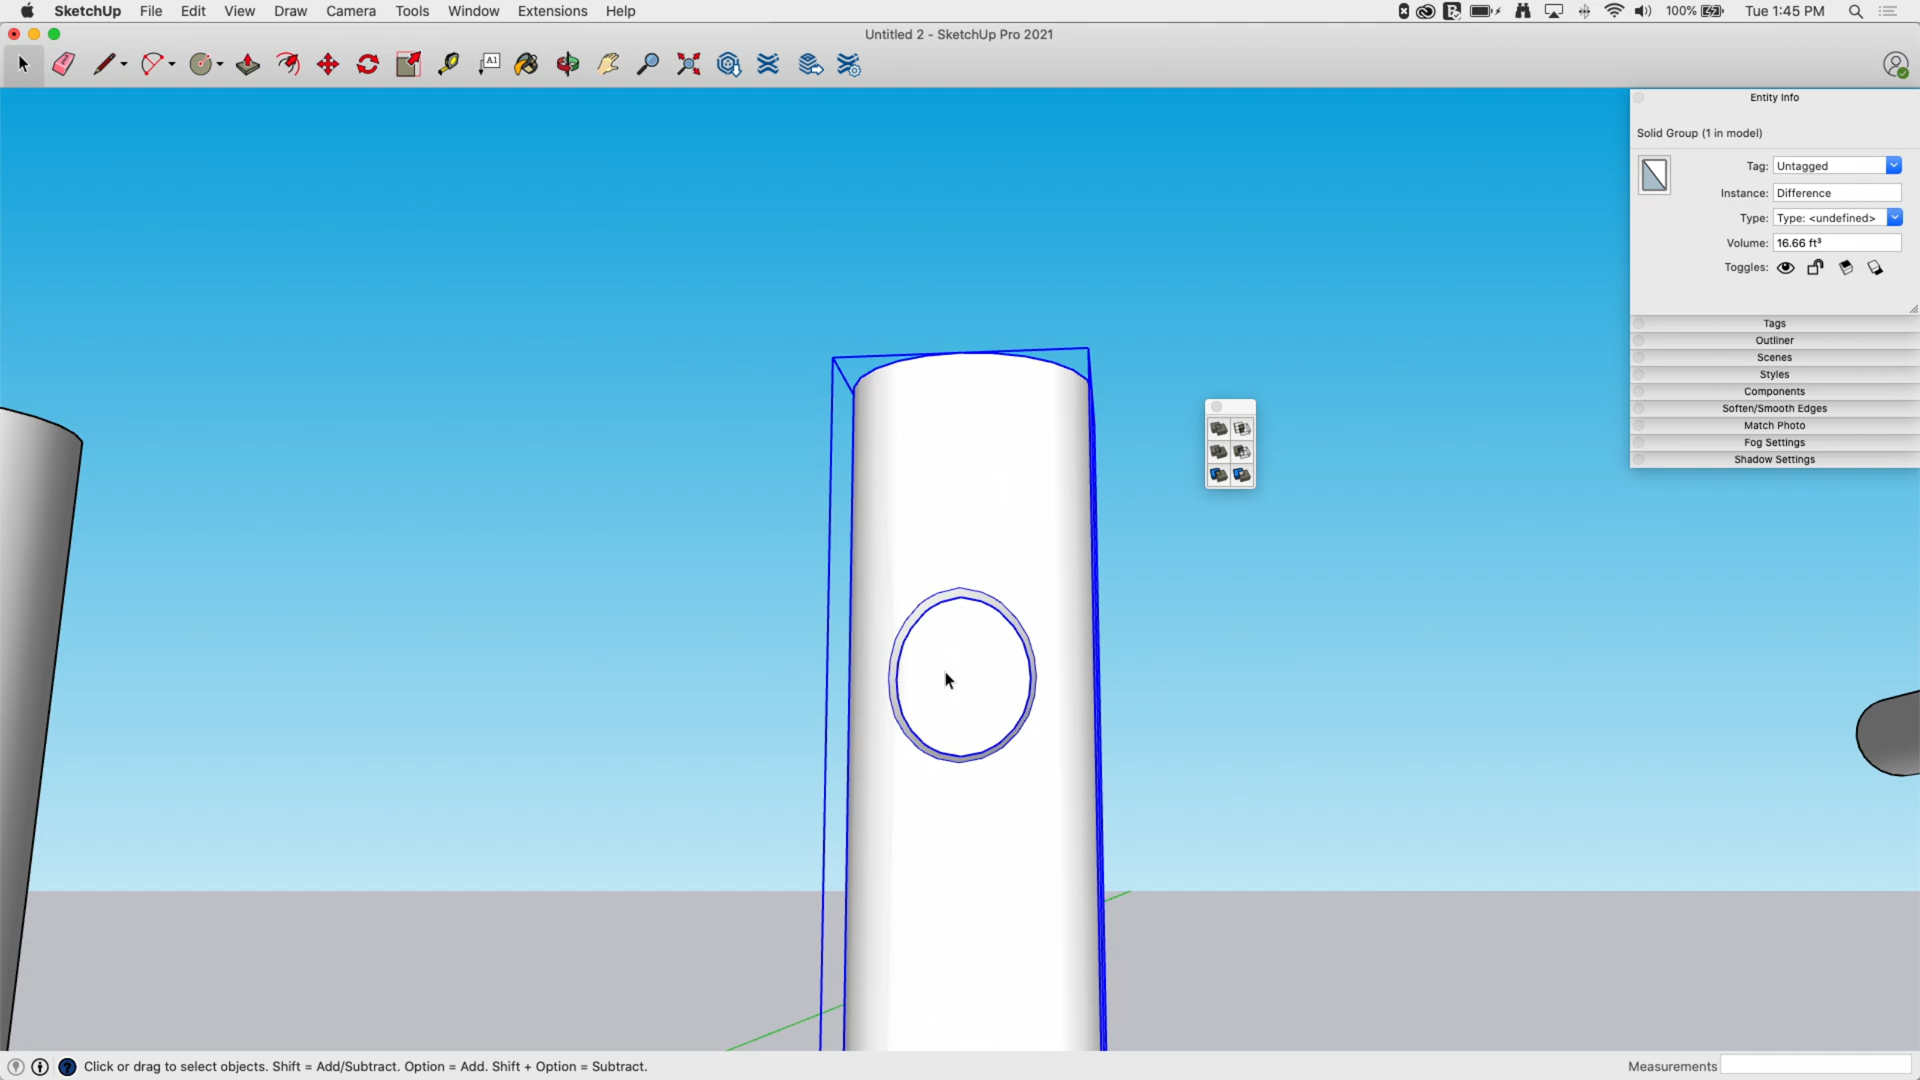 SketchUp File Edit View Draw Camera Tools Window Extensions Help 100% Tue 1:45 PM
Untitled 2 - SketchUp Pro 2021
A1
Entity Info
Solid Group (1 in model)
Tag: Untagged
Instance: Difference
Type: Type: <undefined>
Volume: 16.66 ft³
Toggles:
Tags
Outliner
Scenes
Styles
Components
Soften/Smooth Edges
Match Photo
Fog Settings
Shadow Settings
Click or drag to select objects. Shift = Add/Subtract. Option = Add. Shift + Option = Subtract.
Measurements